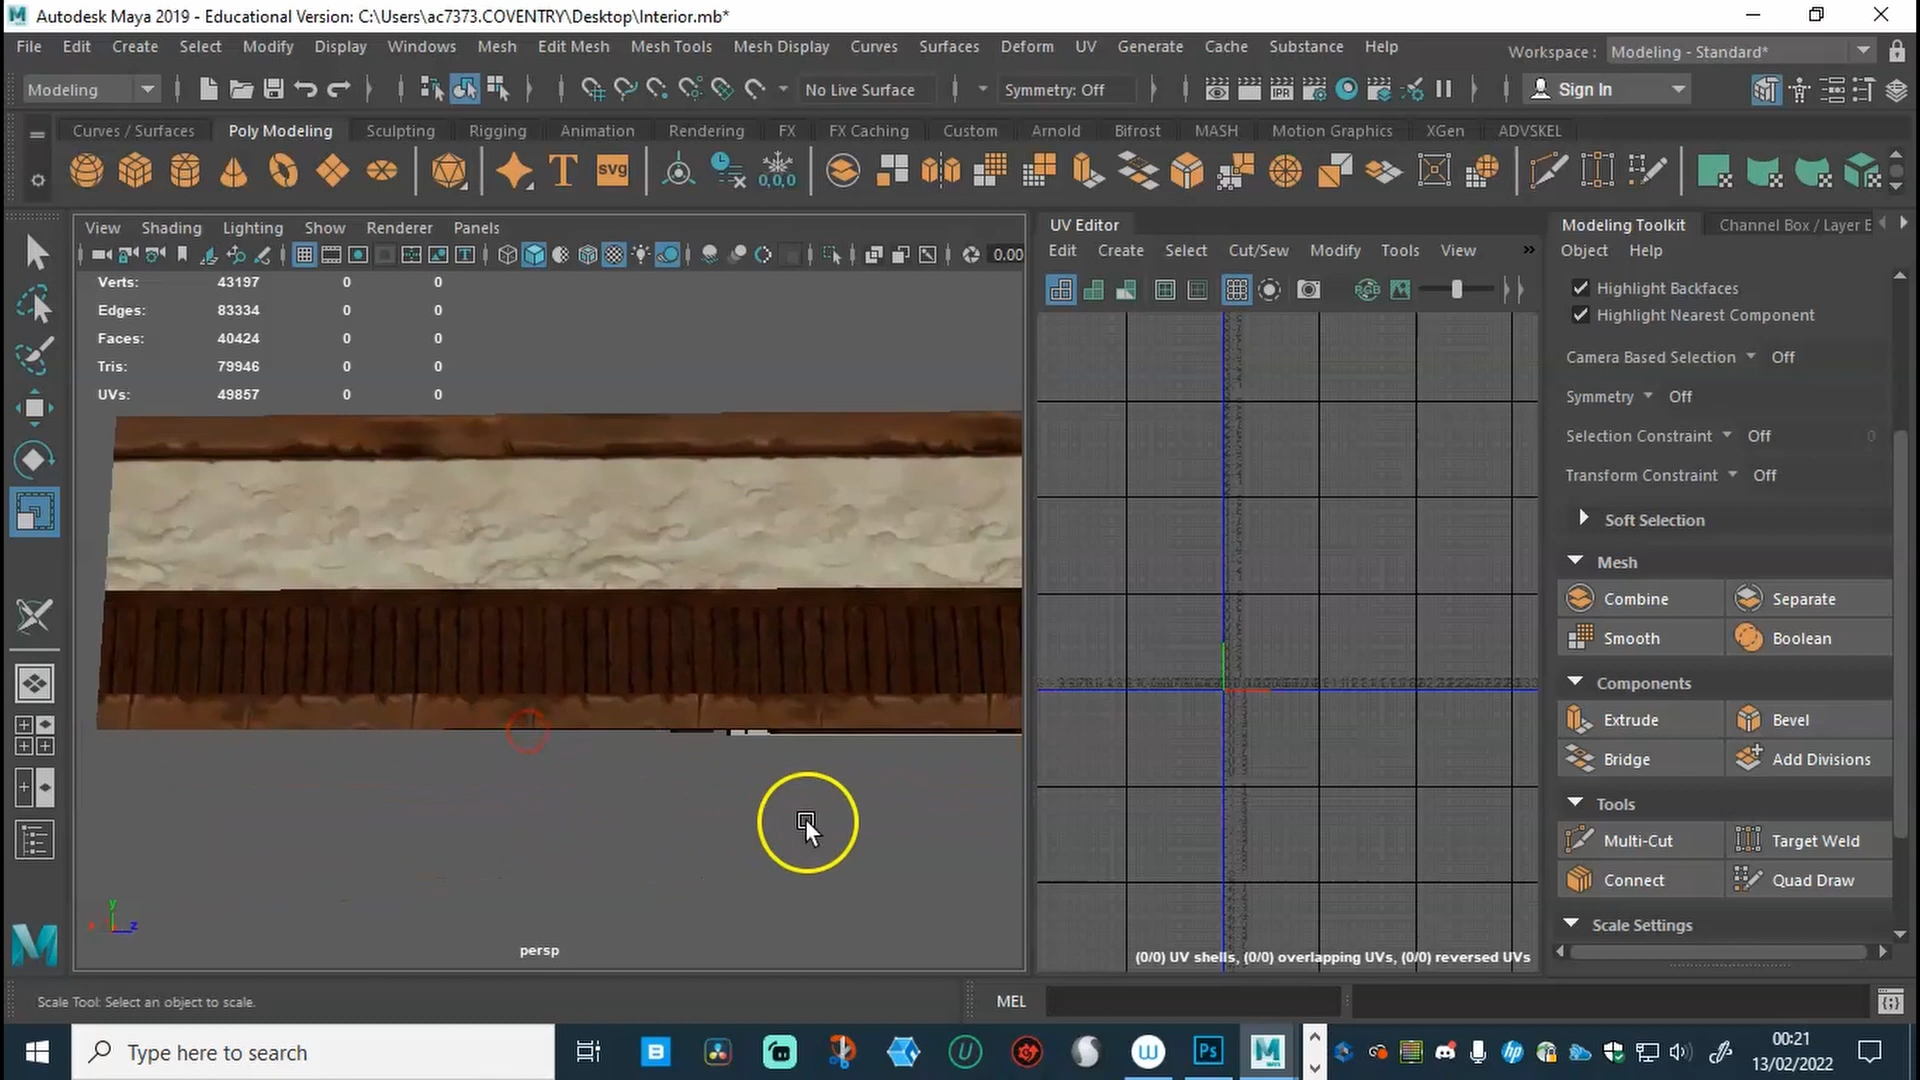 Autodesk Maya 2019 - Educational Version: C:\Users\ac7373.COVENTRY\Desktop\Interior.mb*
File Edit Create Select Modify Display Windows Mesh Edit Mesh Mesh Tools Mesh Display Curves Surfaces Deform UV Generate Cache Substance Help
Workspace : Modeling - Standard*
Modeling No Live Surface Symmetry: Off Sign In
Curves / Surfaces Poly Modeling Sculpting Rigging Animation Rendering FX FX Caching Custom Arnold Bifrost MASH Motion Graphics XGen ADVSKEL
T SVG 0,0,0
View Shading Lighting Show Renderer Panels
0.00
Verts: 43197 0 0
Edges: 83334 0 0
Faces: 40424 0 0
Tris: 79946 0 0
UVs: 49857 0 0
persp
y
x z
UV Editor
Edit Create Select Cut/Sew Modify Tools View »
RGB
(0/0) UV shells, (0/0) overlapping UVs, (0/0) reversed UVs
Modeling Toolkit Channel Box / Layer E
Object Help
Highlight Backfaces
Highlight Nearest Component
Camera Based Selection Off
Symmetry Off
Selection Constraint Off 0
Transform Constraint Off
Soft Selection
Mesh
Combine Separate
Smooth Boolean
Components
Extrude Bevel
Bridge Add Divisions
Tools
Multi-Cut Target Weld
Connect Quad Draw
Scale Settings
Scale Tool: Select an object to scale.
MEL
Type here to search
Ps
00:21
13/02/2022